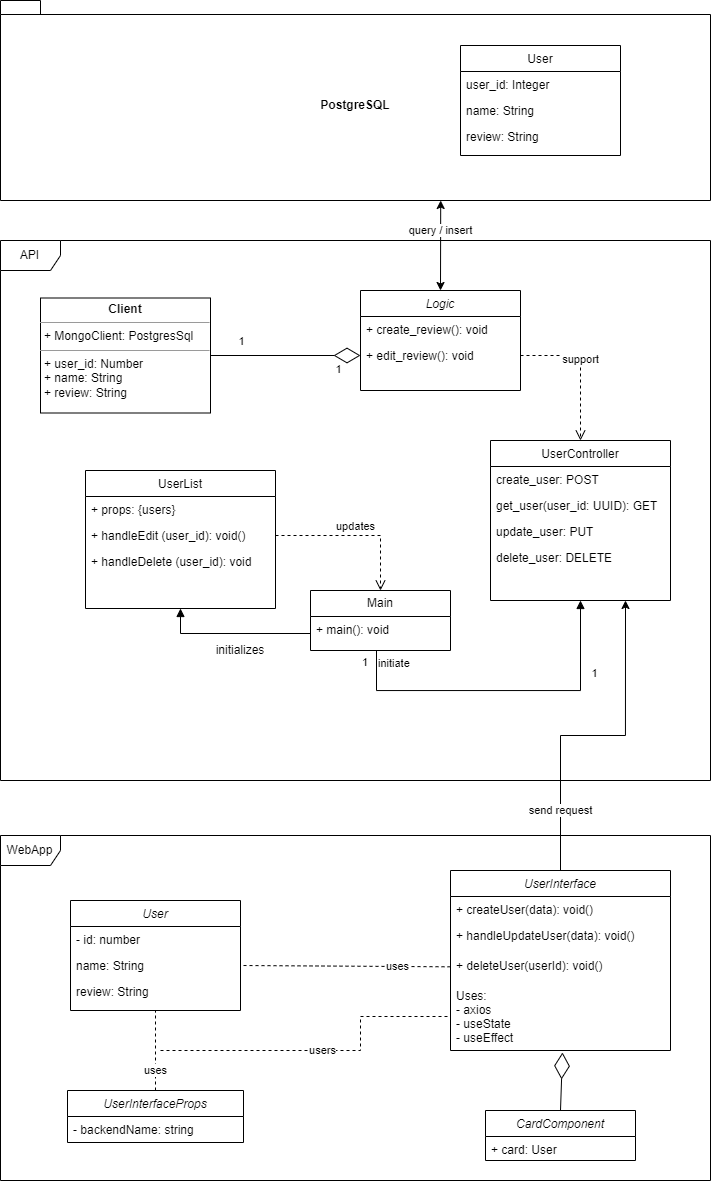 User
user_id: Integer
name: String
review: String
PostgreSQL
query / insert
API
Client
+ MongoClient: PostgresSql
+ user_id: Number
+ name: String
+ review: String
1
1
Logic
+ create_review(): void
+ edit_review(): void
support
UserController
create_user: POST
get_user(user_id: UUID): GET
update_user: PUT
delete_user: DELETE
UserList
+ props: {users}
+ handleEdit (user_id): void()
+ handleDelete (user_id): void
updates
Main
+ main(): void
initializes
1
initiate
1
send request
WebApp
UserInterface
+ createUser(data): void()
+ handleUpdateUser(data): void()
+ deleteUser(userId): void()
Uses:
- axios
- useState
- useEffect
User
- id: number
name: String
review: String
uses
users
uses
UserInterfaceProps
- backendName: string
CardComponent
+ card: User